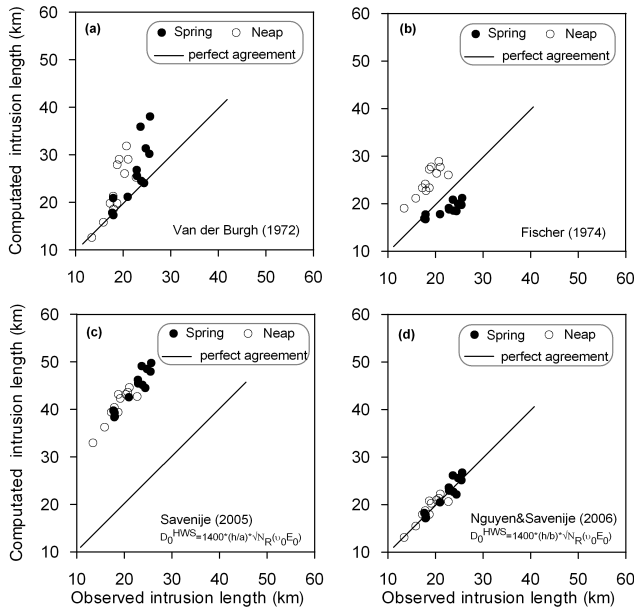 (a)
Spring
Neap
perfect agreement
60
50
40
30
20
10
10 20 30 40 50 60
Computated intrusion length (km)
Van der Burgh (1972)
(b)
Spring
Neap
perfect agreement
60
50
40
30
20
10
10 20 30 40 50 60
Fischer (1974)
(c)
Spring
Neap
perfect agreement
60
50
40
30
20
10
10 20 30 40 50 60
Computated intrusion length (km)
Savenije (2005)
D₀ᴴᵂˢ=1400*(h/a)*√N_R(υ₀E₀)
Observed intrusion length (km)
(d)
Spring
Neap
perfect agreement
60
50
40
30
20
10
10 20 30 40 50 60
Nguyen&Savenije (2006)
D₀ᴴᵂˢ=1400*(h/b)*√N_R(υ₀E₀)
Observed intrusion length (km)